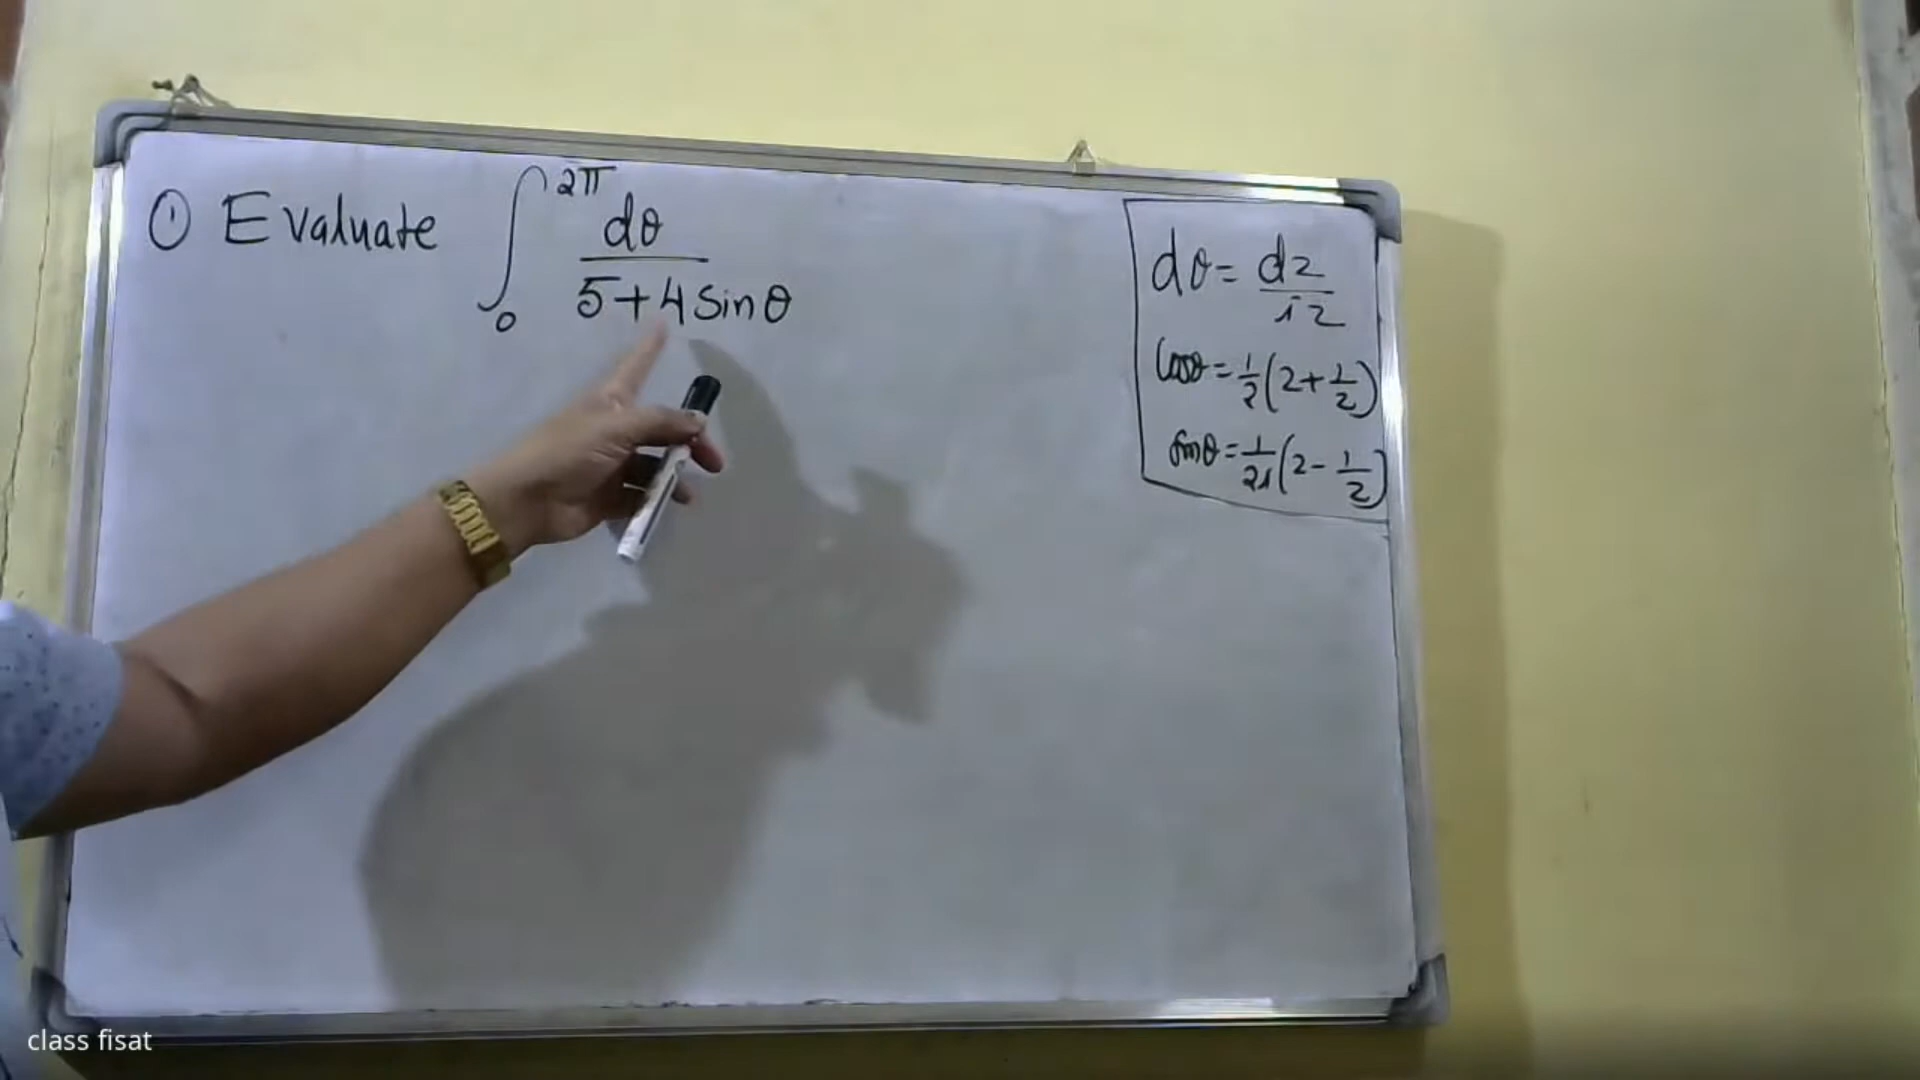 ① Evaluate ∫₀^2π dθ / 5+4 sinθ
dθ = dz / iz
Cosθ = 1/2 (z + 1/z)
Sinθ = 1/2i (z - 1/z)
class fisat